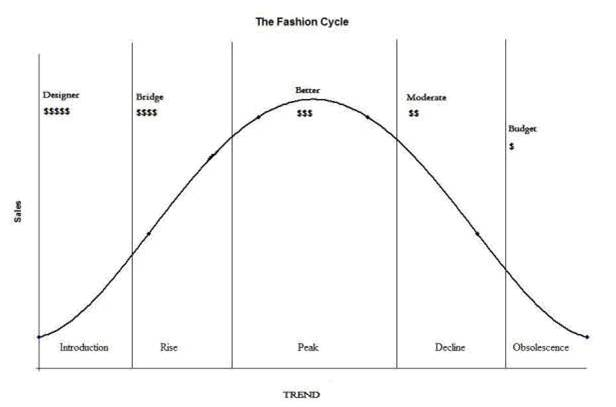 The Fashion Cycle
Designer
$$$$$
Bridge
$$$$
Better
$$$
Moderate
$$
Budget
$
Sales
Introduction
Rise
Peak
Decline
Obsolescence
TREND